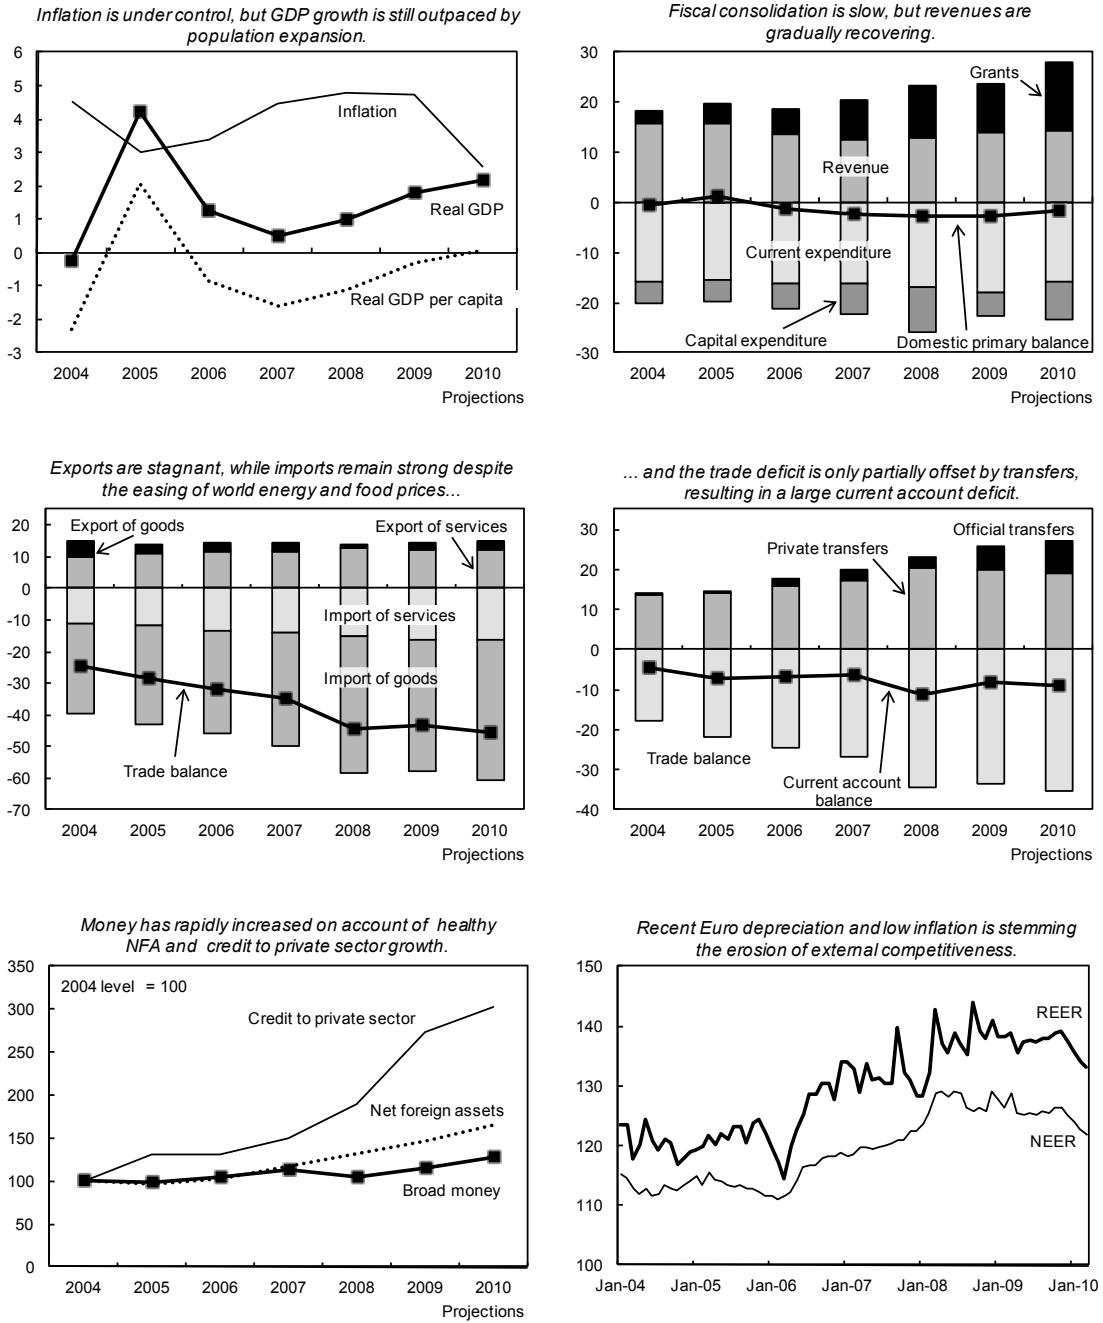 Inflation is under control, but GDP growth is still outpaced by
population expansion.
6
5
4
3
2
1
0
-1
-2
-3
Inflation
Real GDP
Real GDP per capita
2004 2005 2006 2007 2008 2009 2010
Projections
Fiscal consolidation is slow, but revenues are
gradually recovering.
30
20
10
0
-10
-20
-30
Grants
Revenue
Current expenditure
Capital expenditure
Domestic primary balance
2004 2005 2006 2007 2008 2009 2010
Projections
Exports are stagnant, while imports remain strong despite
the easing of world energy and food prices…
20
10
0
-10
-20
-30
-40
-50
-60
-70
Export of goods
Export of services
Import of services
Import of goods
Trade balance
2004 2005 2006 2007 2008 2009 2010
Projections
… and the trade deficit is only partially offset by transfers,
resulting in a large current account deficit.
30
20
10
0
-10
-20
-30
-40
Official transfers
Private transfers
Trade balance
Current account
balance
2004 2005 2006 2007 2008 2009 2010
Projections
Money has rapidly increased on account of healthy
NFA and credit to private sector growth.
350
300
250
200
150
100
50
0
2004 level = 100
Credit to private sector
Net foreign assets
Broad money
2004 2005 2006 2007 2008 2009 2010
Projections
Recent Euro depreciation and low inflation is stemming
the erosion of external competitiveness.
150
140
130
120
110
100
REER
NEER
Jan-04 Jan-05 Jan-06 Jan-07 Jan-08 Jan-09 Jan-10